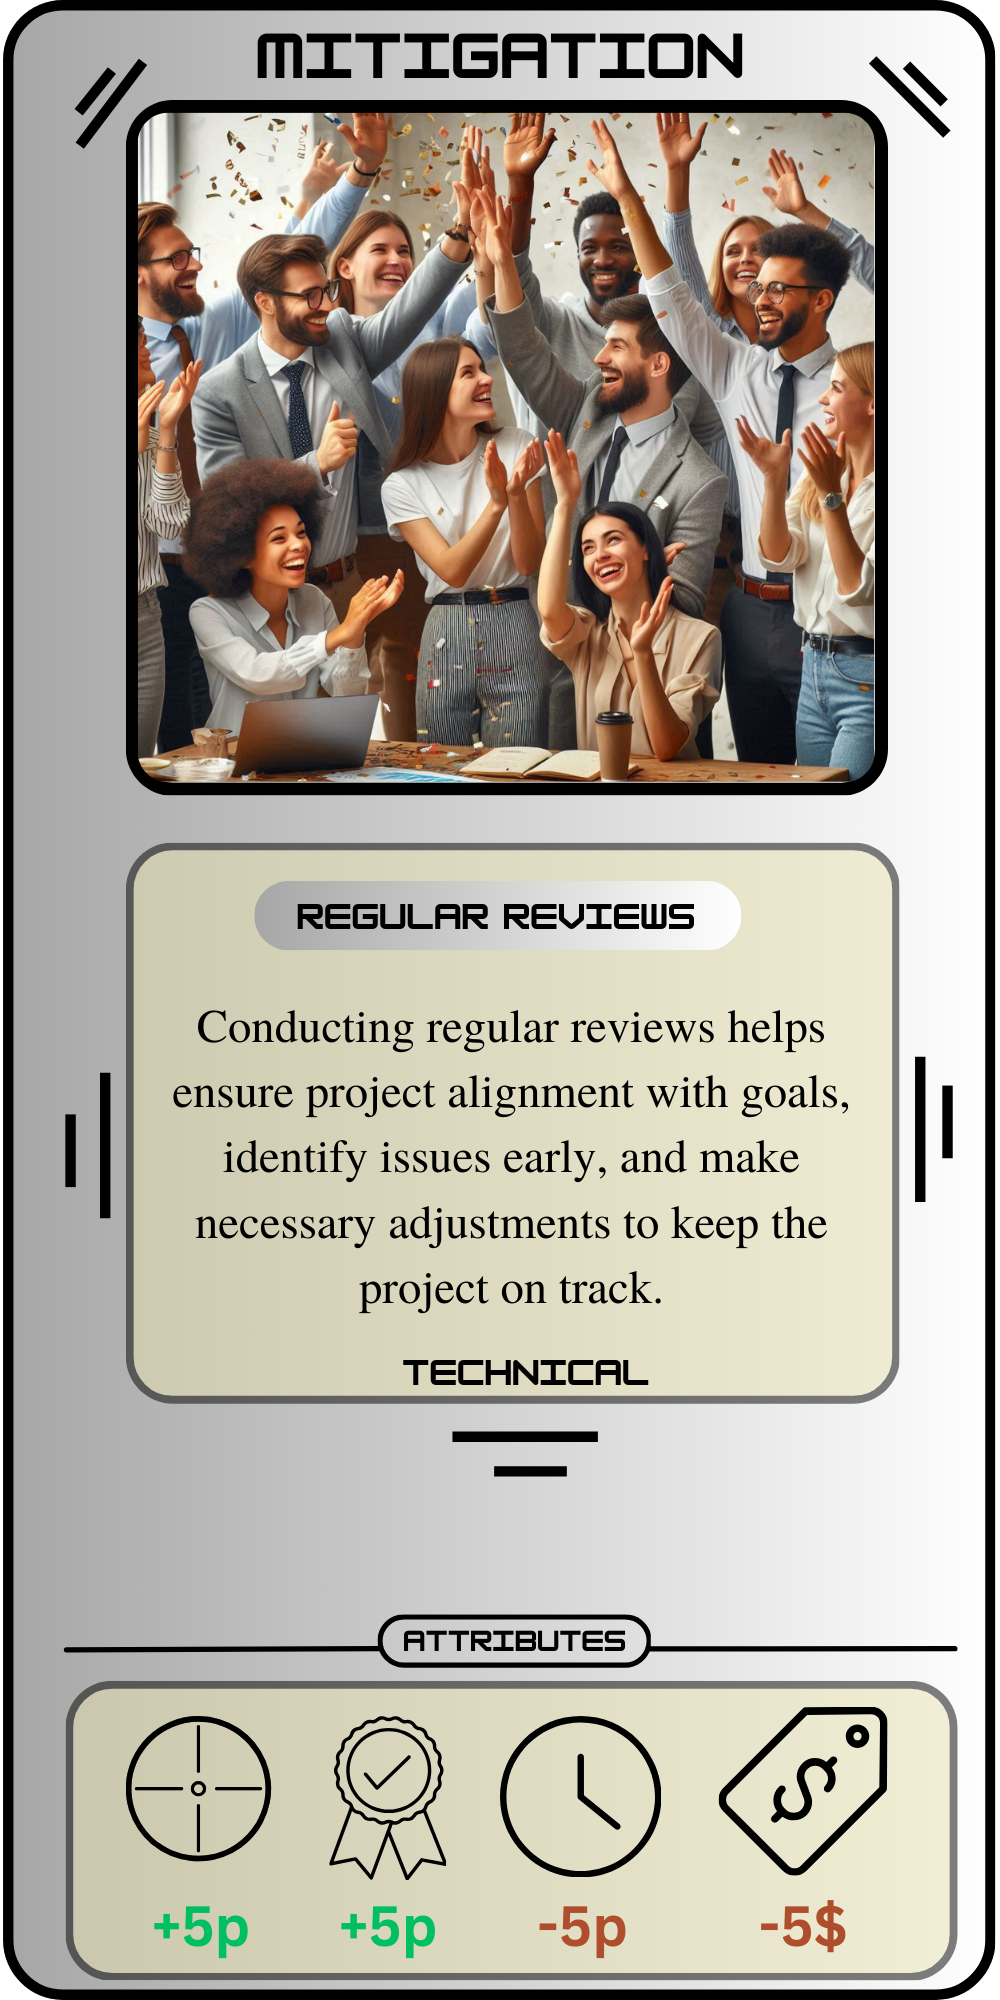 MITIGATION
REGULAR REVIEWS
Conducting regular reviews helps
ensure project alignment with goals,
identify issues early, and make
necessary adjustments to keep the
project on track.
TECHNICAL
ATTRIBUTES
+5p +5p -5p -5$